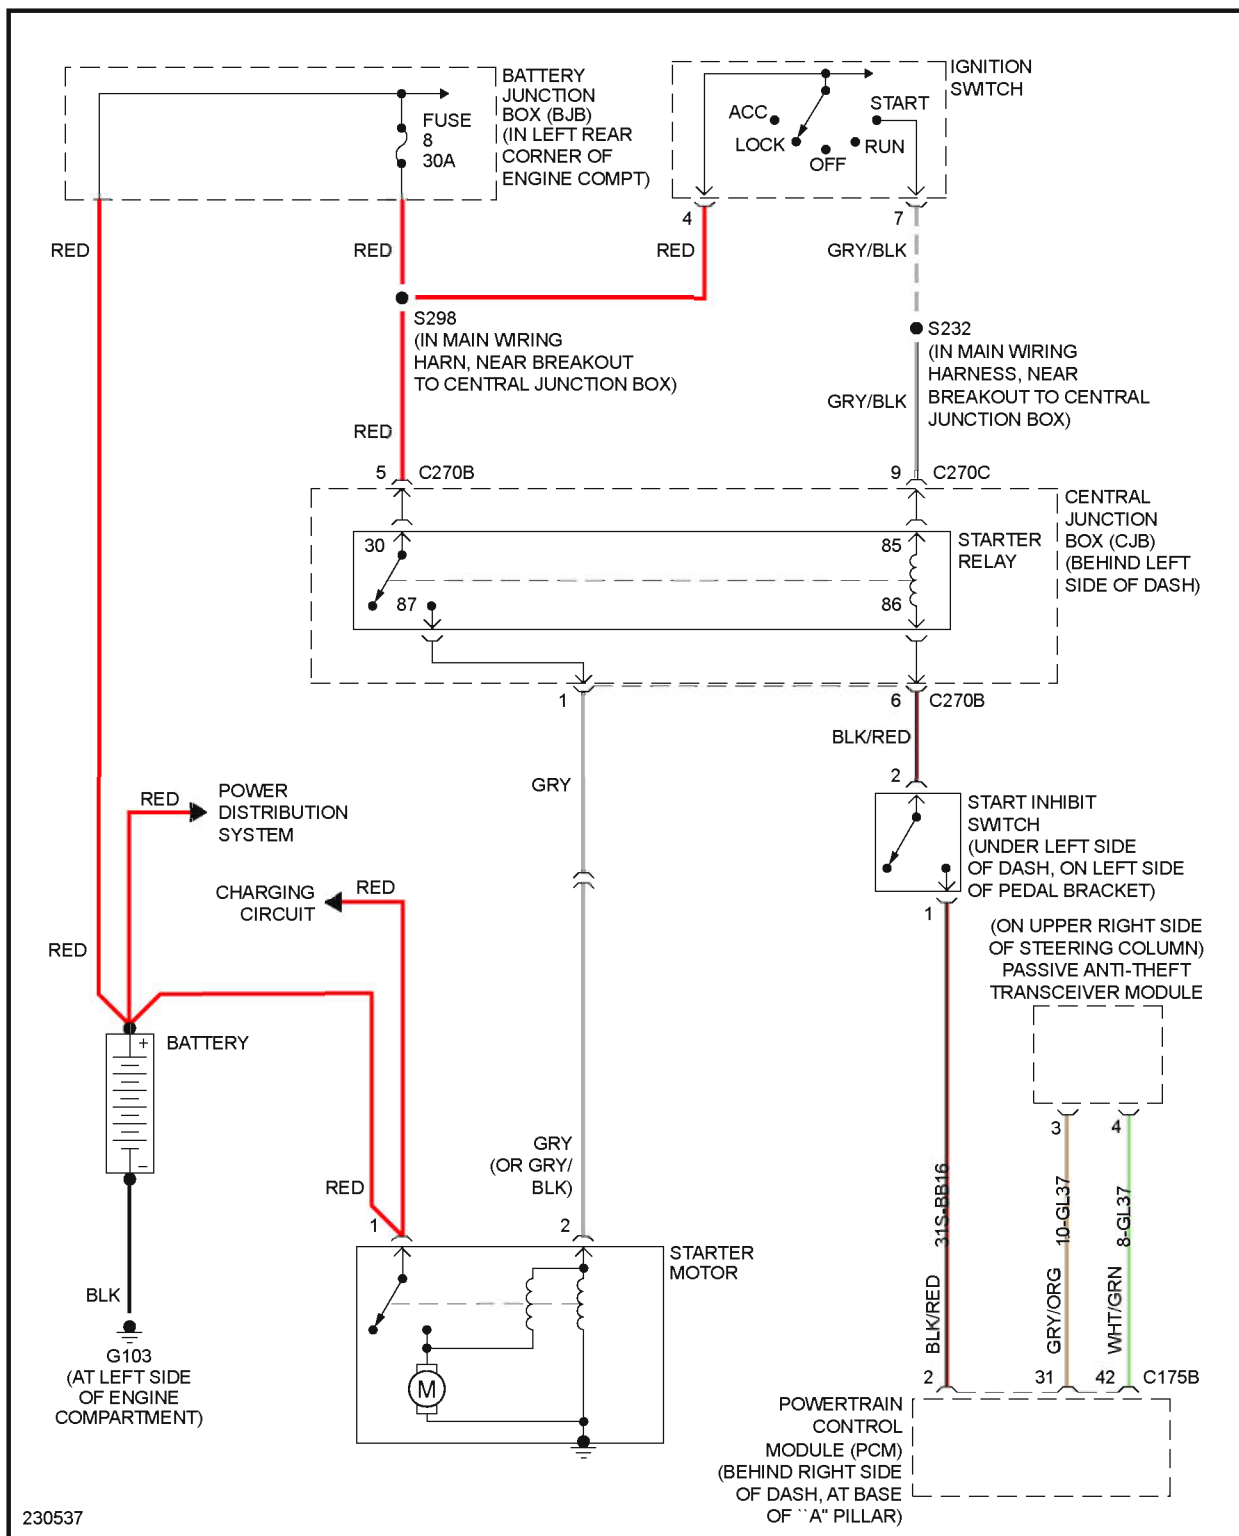 BATTERY
JUNCTION
BOX (BJB)
(IN LEFT REAR
CORNER OF
ENGINE COMPT)
FUSE
8
30A
IGNITION
SWITCH
ACC
LOCK
OFF
RUN
START
RED
RED
4
RED
7
GRY/BLK
S298
(IN MAIN WIRING
HARN, NEAR BREAKOUT
TO CENTRAL JUNCTION BOX)
S232
(IN MAIN WIRING
HARNESS, NEAR
BREAKOUT TO CENTRAL
JUNCTION BOX)
GRY/BLK
RED
5 C270B
9 C270C
CENTRAL
JUNCTION
BOX (CJB)
(BEHIND LEFT
SIDE OF DASH)
30
85
STARTER
RELAY
87
86
1
6 C270B
BLK/RED
GRY
2
START INHIBIT
SWITCH
(UNDER LEFT SIDE
OF DASH, ON LEFT SIDE
OF PEDAL BRACKET)
1
RED
POWER
DISTRIBUTION
SYSTEM
CHARGING
CIRCUIT
RED
RED
(ON UPPER RIGHT SIDE
OF STEERING COLUMN)
PASSIVE ANTI-THEFT
TRANSCEIVER MODULE
+
BATTERY
–
3
4
GRY
(OR GRY/
BLK)
RED
1
2
31S-BB16
10-GL37
8-GL37
STARTER
MOTOR
BLK
G103
(AT LEFT SIDE
OF ENGINE
COMPARTMENT)
M
BLK/RED
GRY/ORG
WHT/GRN
2
31
42 C175B
POWERTRAIN
CONTROL
MODULE (PCM)
(BEHIND RIGHT SIDE
OF DASH, AT BASE
OF ``A" PILLAR)
230537